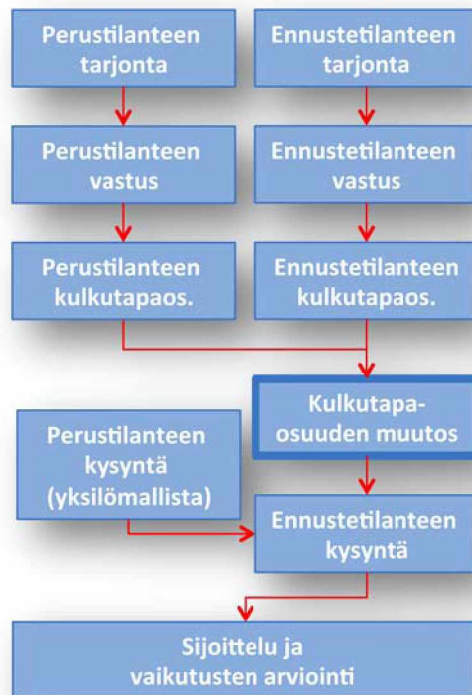 Perustilanteen
tarjonta
Ennustetilanteen
tarjonta
Perustilanteen
vastus
Ennustetilanteen
vastus
Perustilanteen
kulkutapaos.
Ennustetilanteen
kulkutapaos.
Kulkutapa-
osuuden muutos
Perustilanteen
kysyntä
(yksilömallista)
Ennustetilanteen
kysyntä
Sijoittelu ja
vaikutusten arviointi